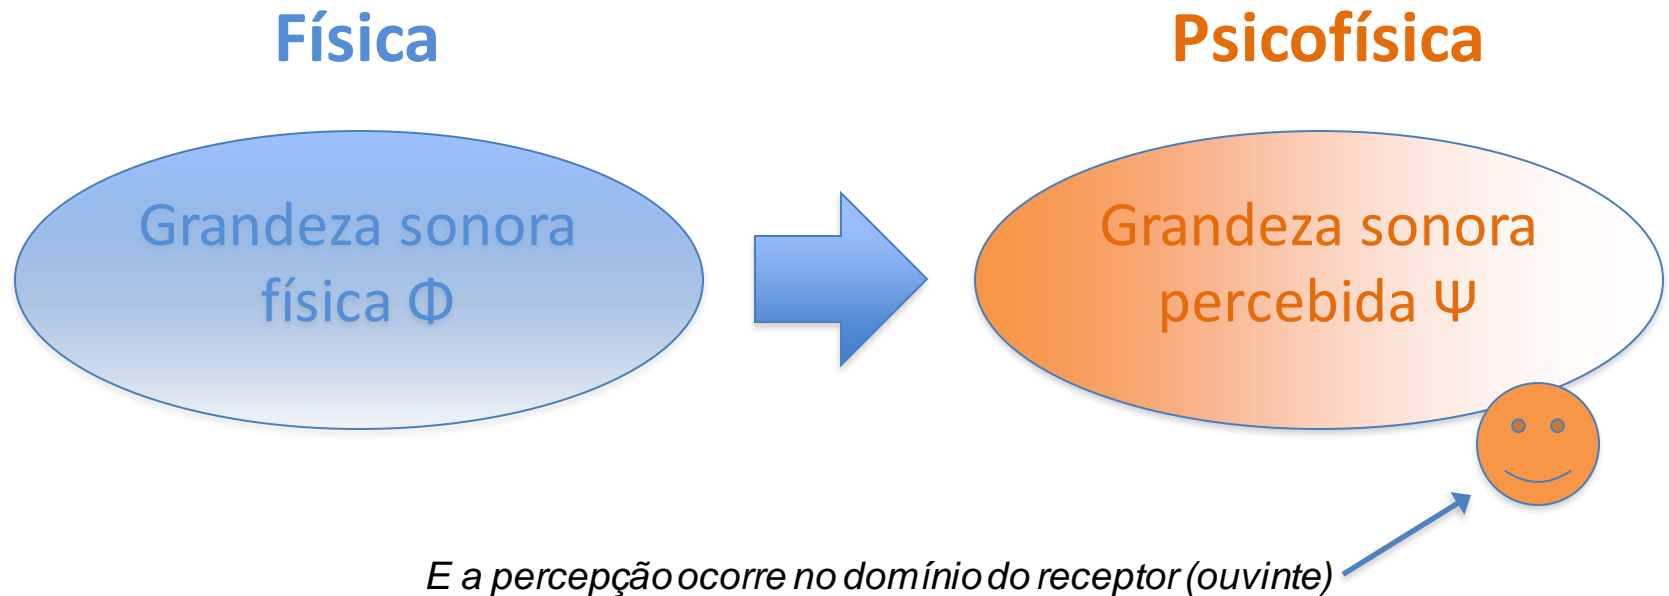 Física
Psicofísica
Grandeza sonora
física Φ
Grandeza sonora
percebida Ψ
E a percepção ocorre no domínio do receptor (ouvinte)